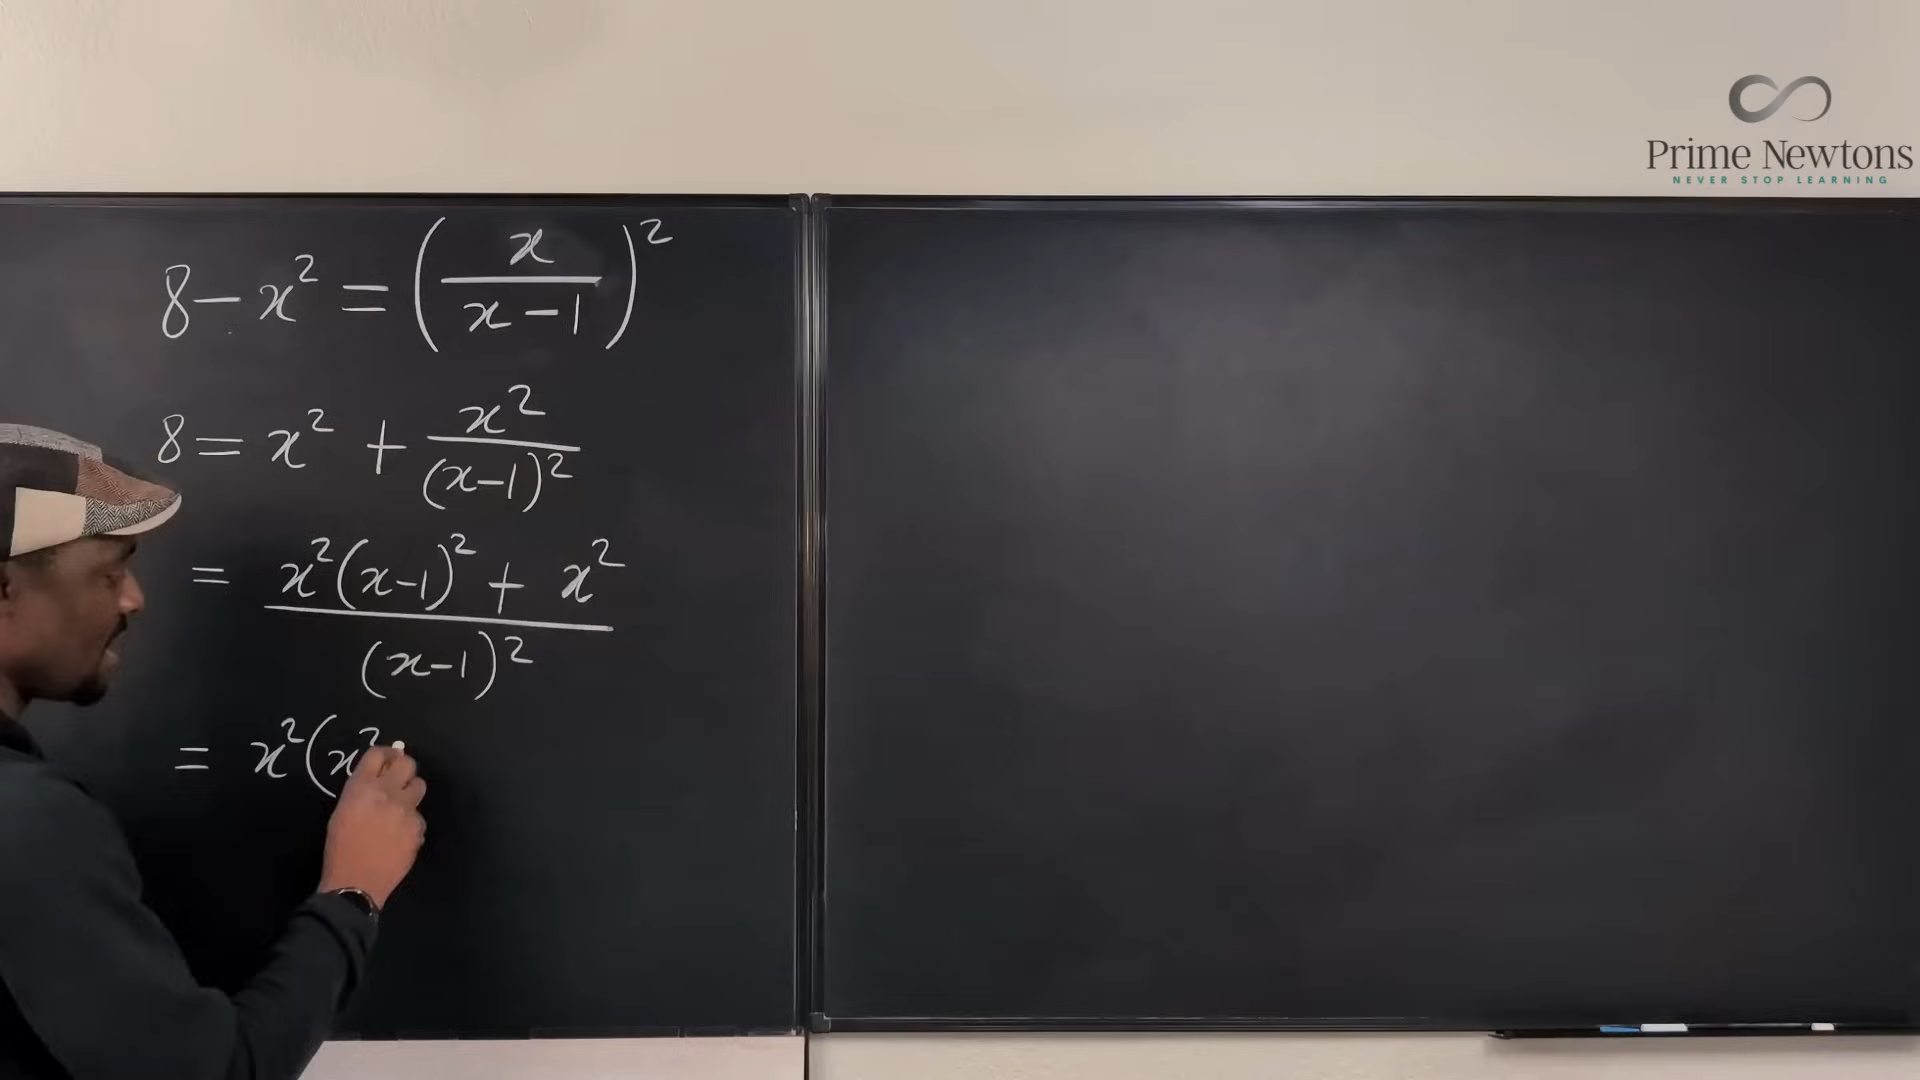 Prime Newtons
NEVER STOP LEARNING
8 - x² = (x/(x-1))²
8 = x² + x²/(x-1)²
= (x²(x-1)² + x²)/(x-1)²
= x²(x²